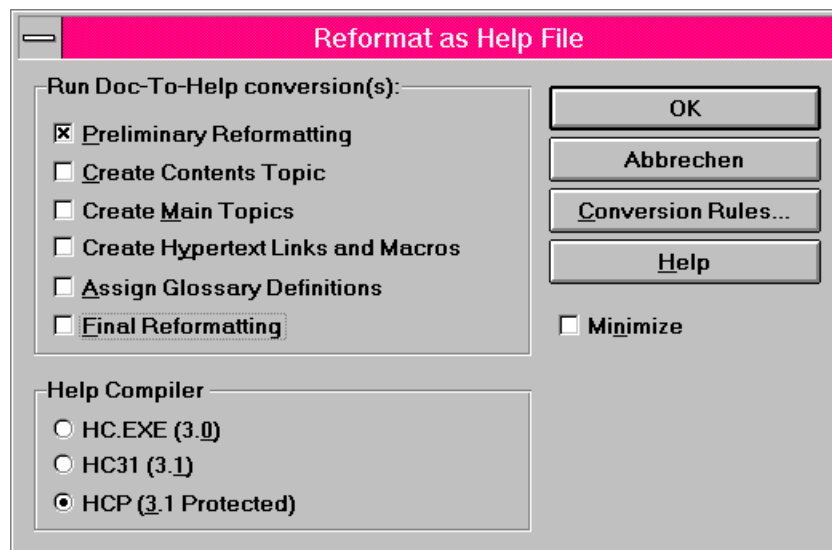 Reformat as Help File
Run Doc-To-Help conversion(s):
Preliminary Reformatting
Create Contents Topic
Create Main Topics
Create Hypertext Links and Macros
Assign Glossary Definitions
Final Reformatting
OK
Abbrechen
Conversion Rules...
Help
Minimize
Help Compiler
HC.EXE (3.0)
HC31 (3.1)
HCP (3.1 Protected)